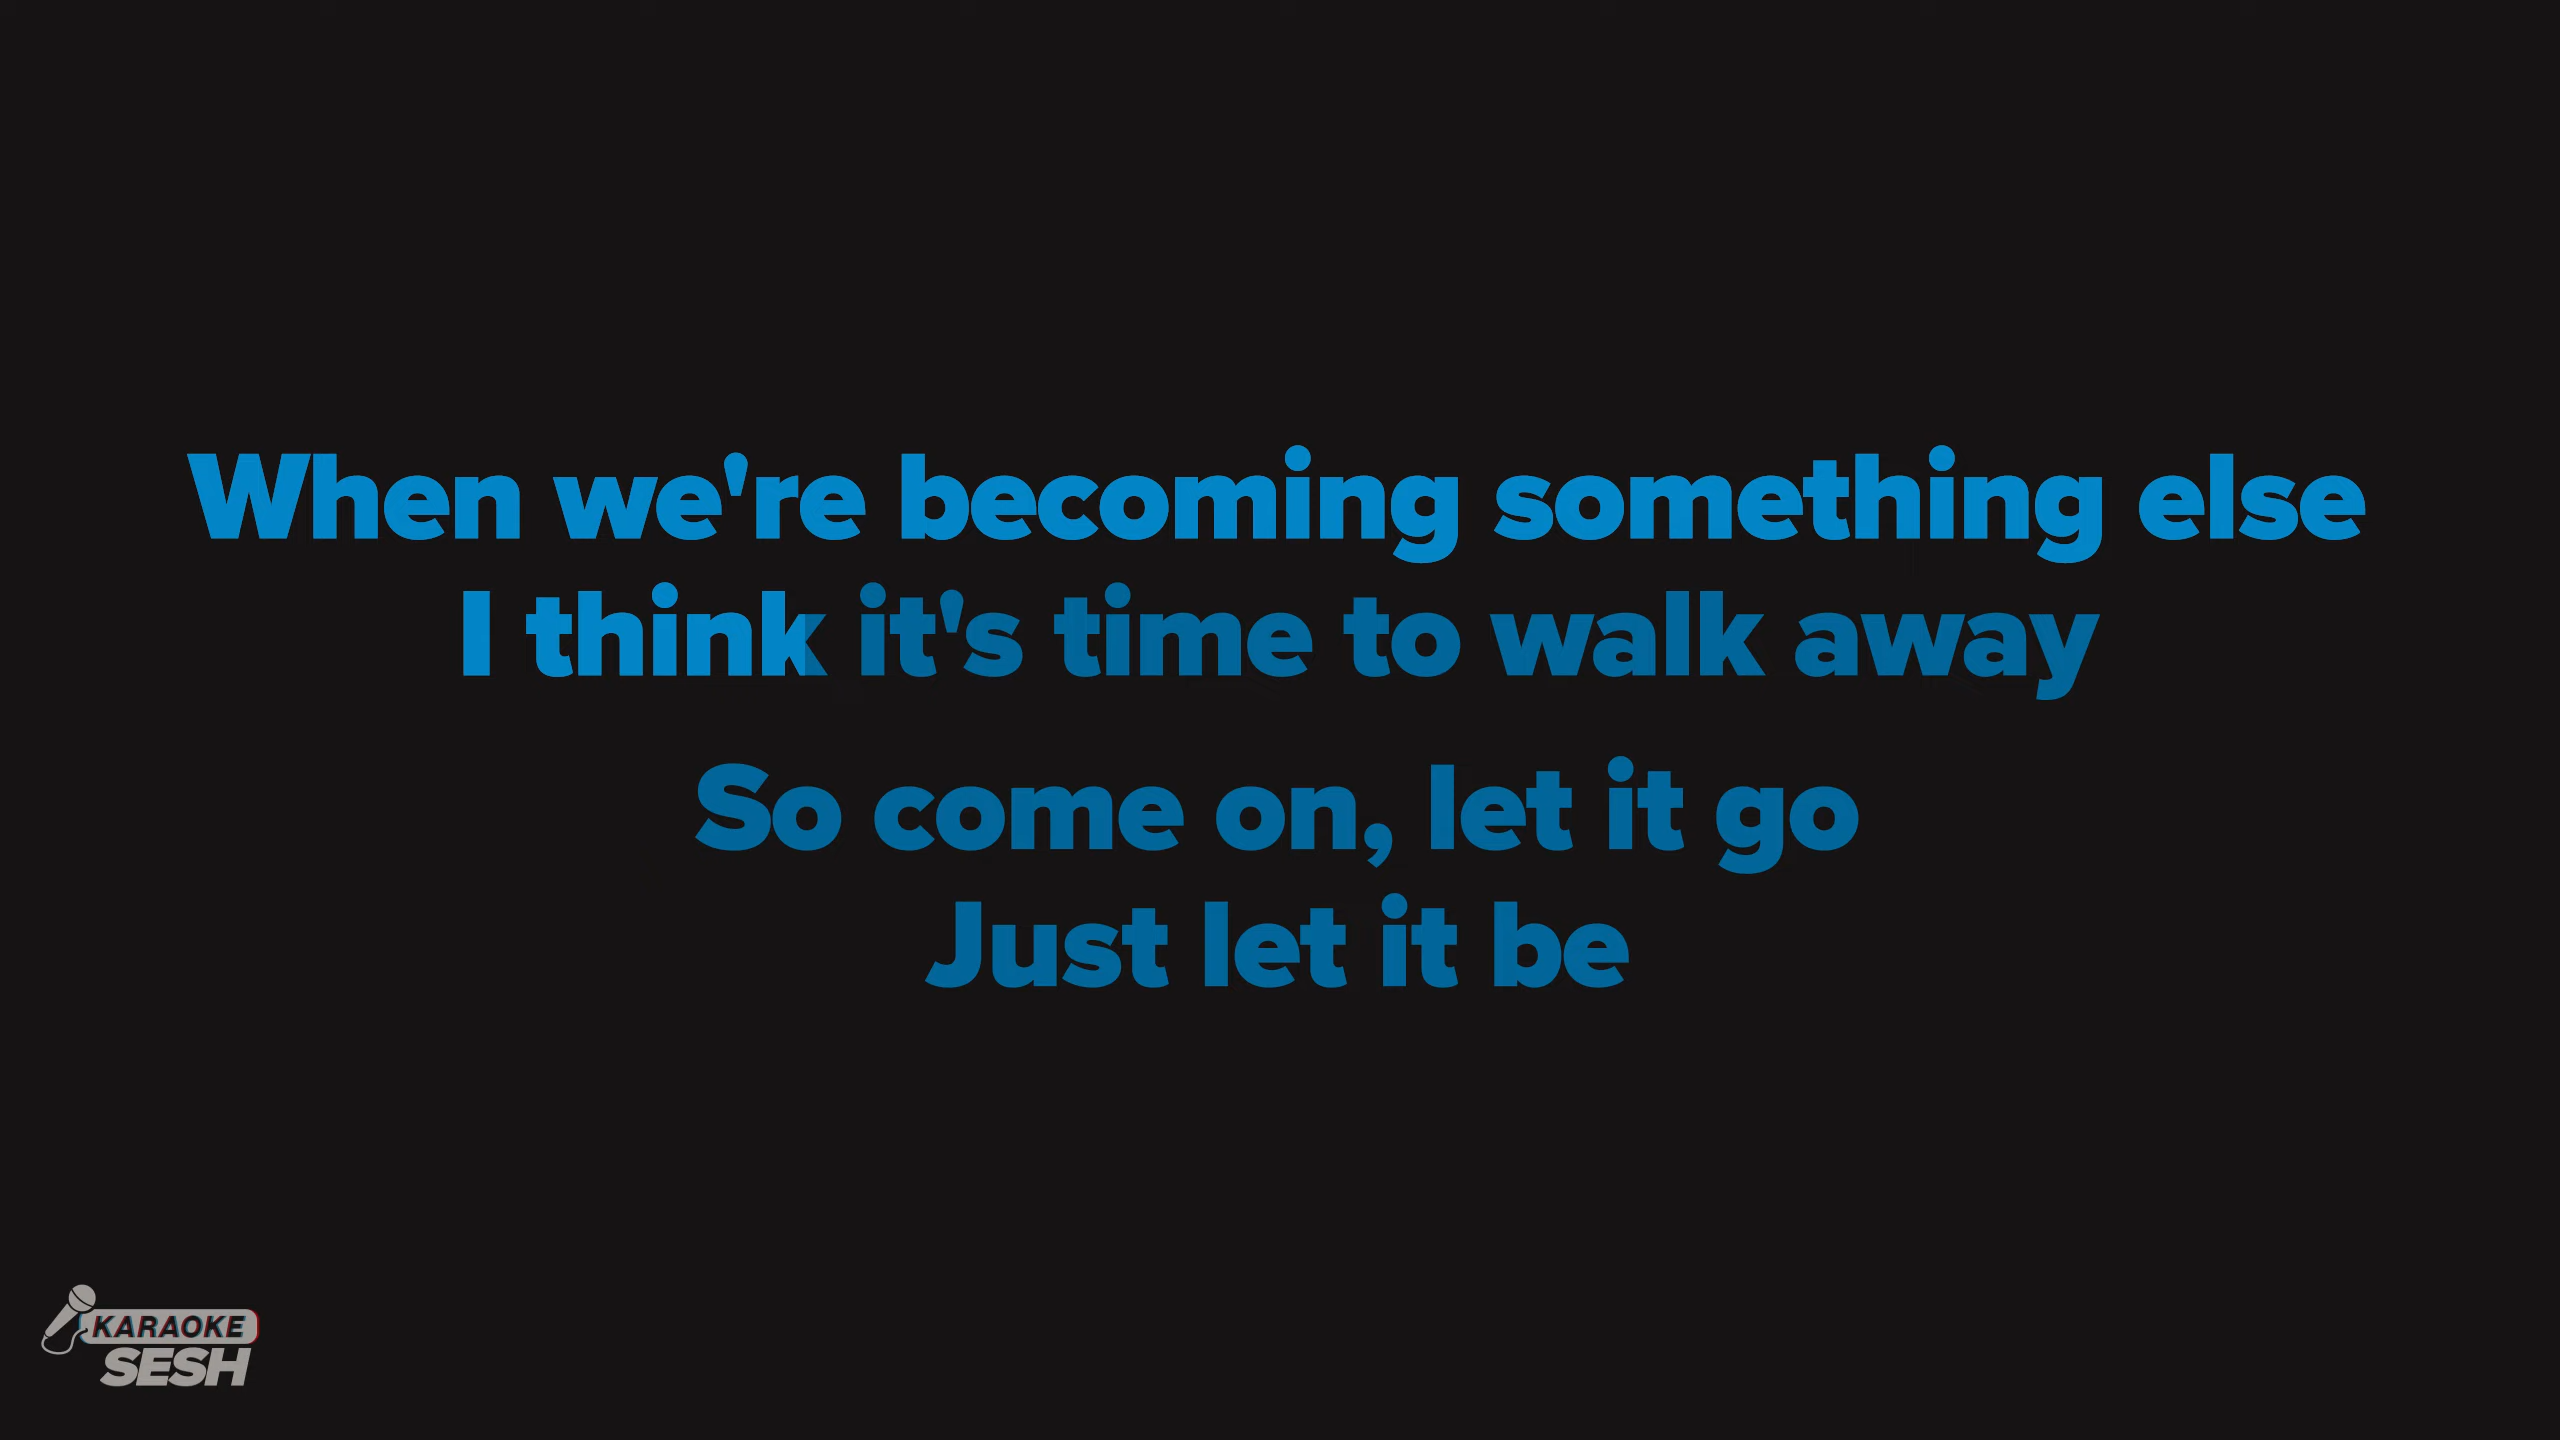 When we're becoming something else
I think it's time to walk away
So come on, let it go
Just let it be
KARAOKE
SESH